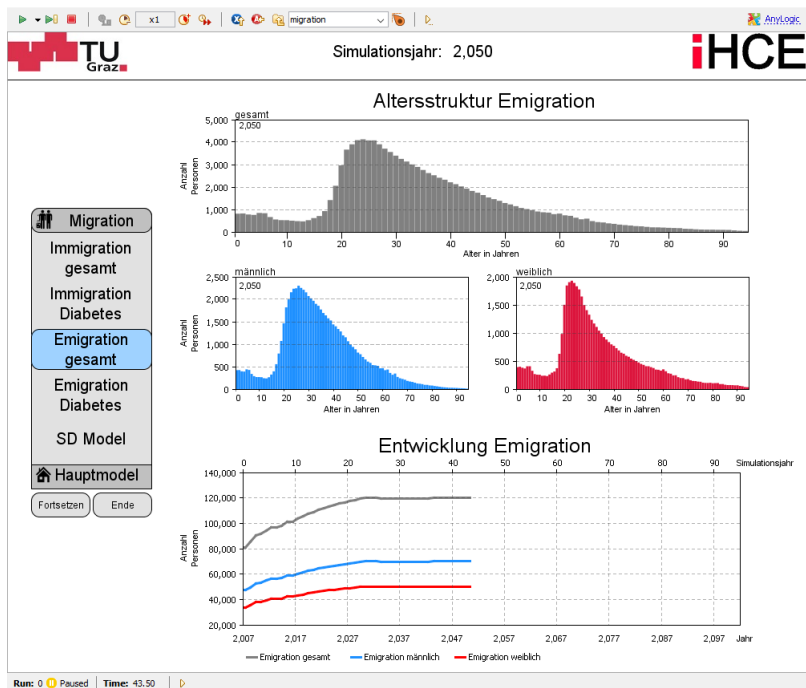 x1 migration AnyLogic
TU
Graz
Simulationsjahr: 2,050
iHCE
Altersstruktur Emigration
gesamt
2,050
Anzahl
Personen
5,000
4,000
3,000
2,000
1,000
0
0 10 20 30 40 50 60 70 80 90
Alter in Jahren
Migration
Immigration
gesamt
Immigration
Diabetes
Emigration
gesamt
Emigration
Diabetes
SD Model
Hauptmodel
Fortsetzen Ende
männlich
2,050
Anzahl
Personen
2,500
2,000
1,500
1,000
500
0
0 10 20 30 40 50 60 70 80 90
Alter in Jahren
weiblich
2,050
2,000
1,500
1,000
500
0
0 10 20 30 40 50 60 70 80 90
Alter in Jahren
Entwicklung Emigration
0 10 20 30 40 50 60 70 80 90 Simulationsjahr
Anzahl
Personen
140,000
120,000
100,000
80,000
60,000
40,000
20,000
2,007 2,017 2,027 2,037 2,047 2,057 2,067 2,077 2,087 2,097 Jahr
Emigration gesamt Emigration männlich Emigration weiblich
Run: 0 Paused Time: 43.50